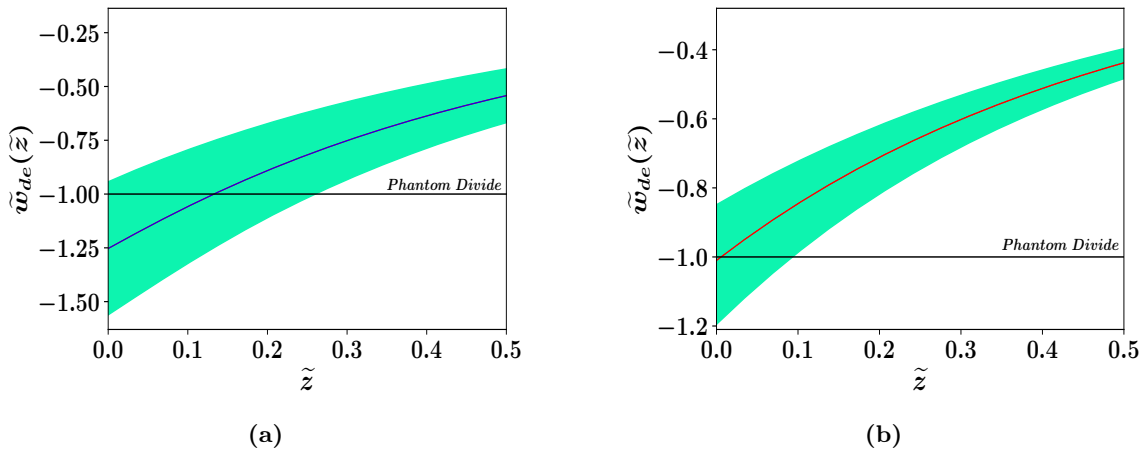 −0.25
−0.50
−0.75
−1.00
−1.25
−1.50
w̃_de(z̃)
Phantom Divide
0.0 0.1 0.2 0.3 0.4 0.5
z̃
(a)
−0.4
−0.6
−0.8
−1.0
−1.2
w̃_de(z̃)
Phantom Divide
0.0 0.1 0.2 0.3 0.4 0.5
z̃
(b)